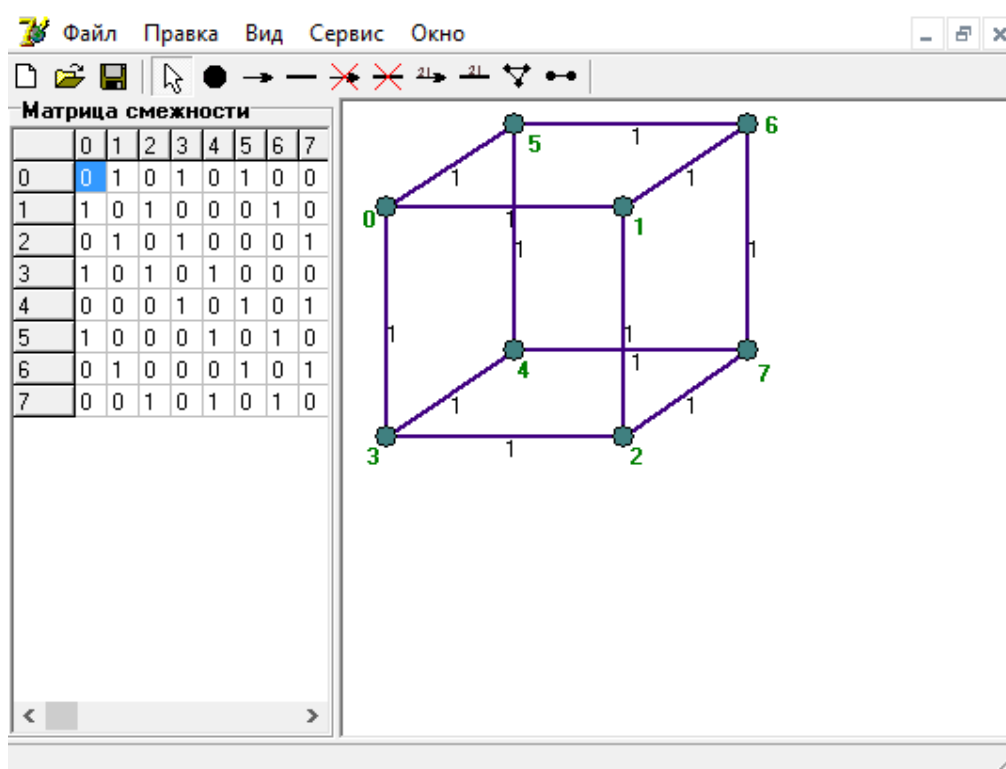 Файл Правка Вид Сервис Окно
Матрица смежности
0 1 2 3 4 5 6 7
0 0 1 0 1 0 1 0 0
1 1 0 1 0 0 0 1 0
2 0 1 0 1 0 0 0 1
3 1 0 1 0 1 0 0 0
4 0 0 0 1 0 1 0 1
5 1 0 0 0 1 0 1 0
6 0 1 0 0 0 1 0 1
7 0 0 1 0 1 0 1 0
5 1 6
1 1
0 1 1
1 1
1 1
4 1 7
1 1
3 1 2